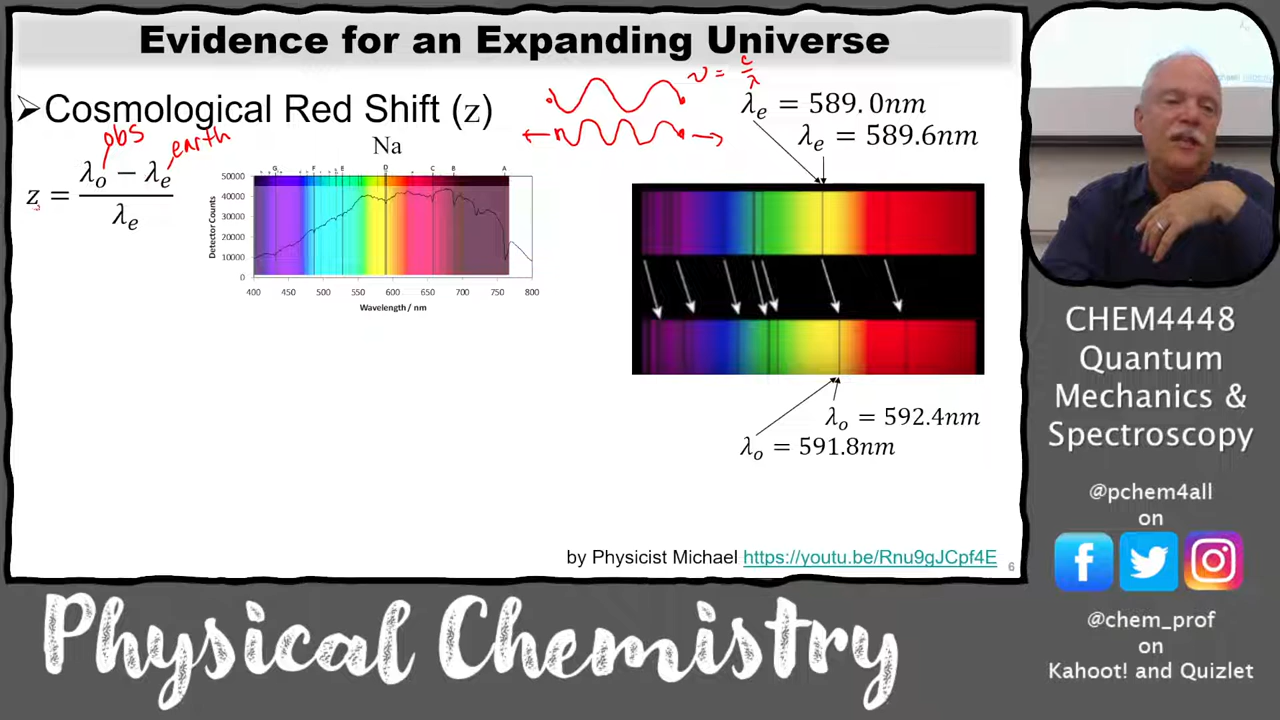 Evidence for an Expanding Universe
➢Cosmological Red Shift (z)
ν = c/λ
λe = 589.0nm
λe = 589.6nm
obs
earth
z = (λo − λe)/λe
Na
G F E D C B A
50000
40000
30000
20000
10000
0
Detector Counts
400 450 500 550 600 650 700 750 800
Wavelength / nm
λo = 592.4nm
λo = 591.8nm
by Physicist Michael https://youtu.be/Rnu9gJCpf4E
6
CHEM4448
Quantum
Mechanics &
Spectroscopy
@pchem4all
on
@chem_prof
on
Kahoot! and Quizlet
Physical Chemistry